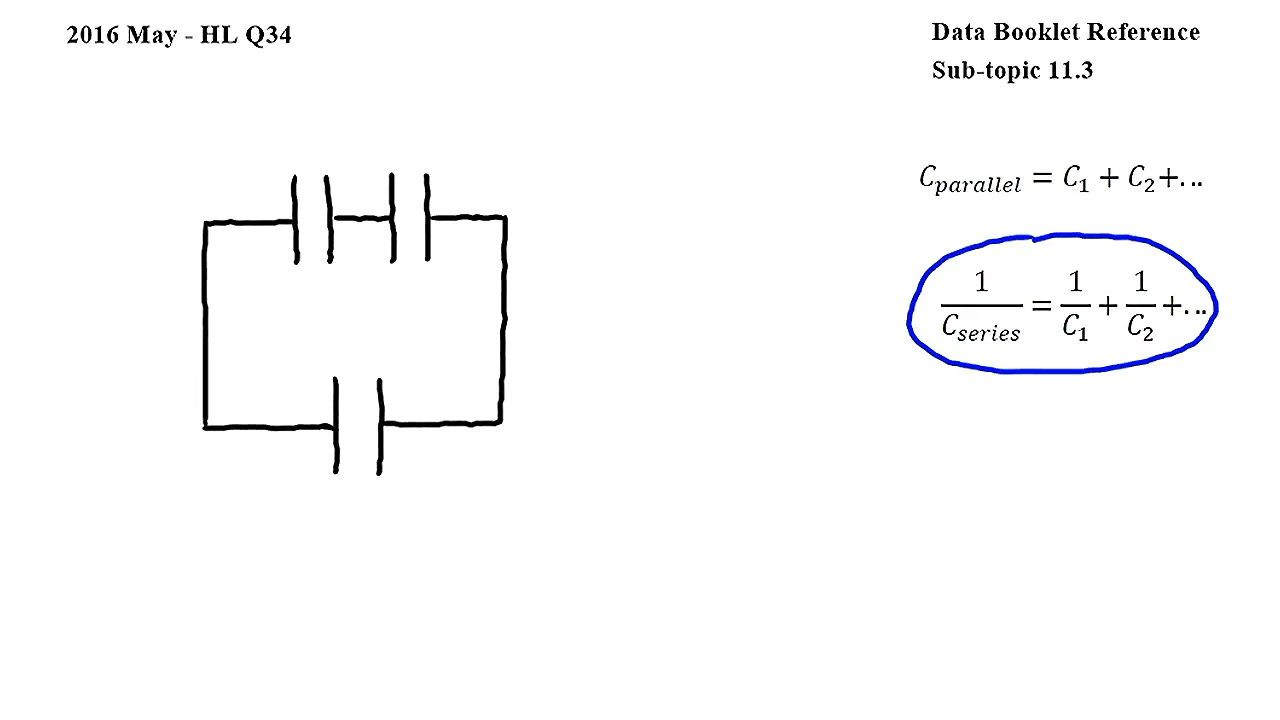 2016 May - HL Q34
Data Booklet Reference
Sub-topic 11.3
C_parallel = C_1 + C_2 +...
1/C_series = 1/C_1 + 1/C_2 +...